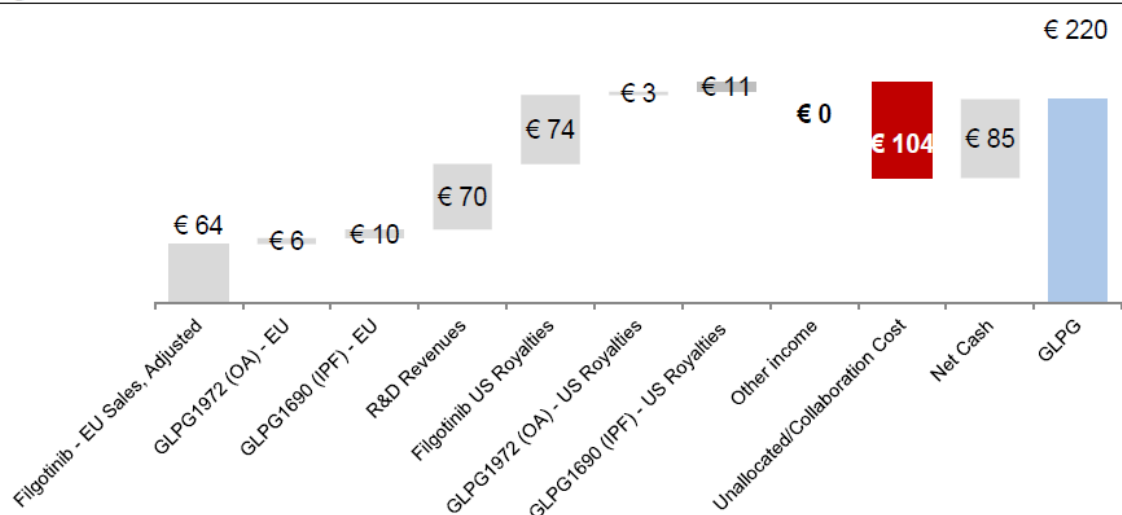 € 220
€ 3
€ 11
€ 74
€ 0
€ 104
€ 85
€ 70
€ 64
€ 6
€ 10
Filgotinib - EU Sales, Adjusted
GLPG1972 (OA) - EU
GLPG1690 (IPF) - EU
R&D Revenues
Filgotinib US Royalties
GLPG1972 (OA) - US Royalties
GLPG1690 (IPF) - US Royalties
Other income
Unallocated/Collaboration Cost
Net Cash
GLPG